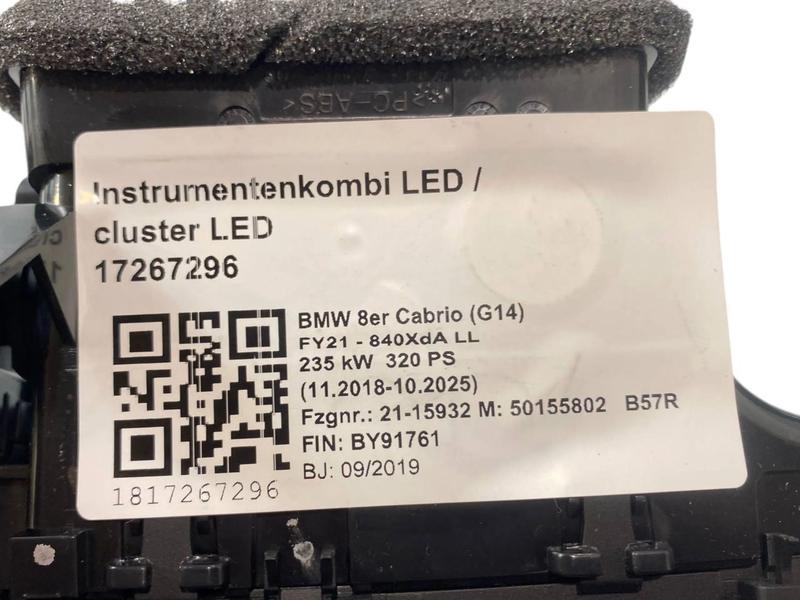 >PC-ABS<
Instrumentenkombi LED /
cluster LED
17267296
BMW 8er Cabrio (G14)
FY21 - 840XdA LL
235 kW 320 PS
(11.2018-10.2025)
Fzgnr.: 21-15932 M: 50155802 B57R
FIN: BY91761
BJ: 09/2019
1817267296